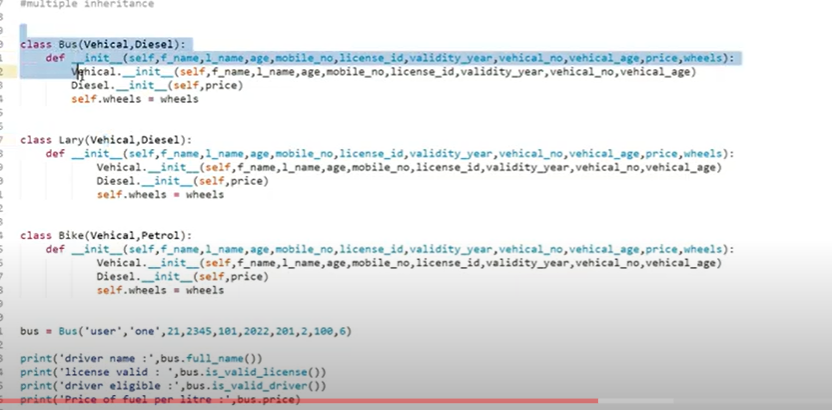 #multiple inheritance
class Bus(Vehical,Diesel):
def __init__(self,f_name,l_name,age,mobile_no,license_id,validity_year,vehical_no,vehical_age,price,wheels):
Vehical.__init__(self,f_name,l_name,age,mobile_no,license_id,validity_year,vehical_no,vehical_age)
Diesel.__init__(self,price)
self.wheels = wheels
class Lary(Vehical,Diesel):
def __init__(self,f_name,l_name,age,mobile_no,license_id,validity_year,vehical_no,vehical_age,price,wheels):
Vehical.__init__(self,f_name,l_name,age,mobile_no,license_id,validity_year,vehical_no,vehical_age)
Diesel.__init__(self,price)
self.wheels = wheels
class Bike(Vehical,Petrol):
def __init__(self,f_name,l_name,age,mobile_no,license_id,validity_year,vehical_no,vehical_age,price,wheels):
Vehical.__init__(self,f_name,l_name,age,mobile_no,license_id,validity_year,vehical_no,vehical_age)
Diesel.__init__(self,price)
self.wheels = wheels
bus = Bus('user','one',21,2345,101,2022,201,2,100,6)
print('driver name :',bus.full_name())
print('license valid : ',bus.is_valid_license())
print('driver eligible :',bus.is_valid_driver())
print('Price of fuel per litre :',bus.price)